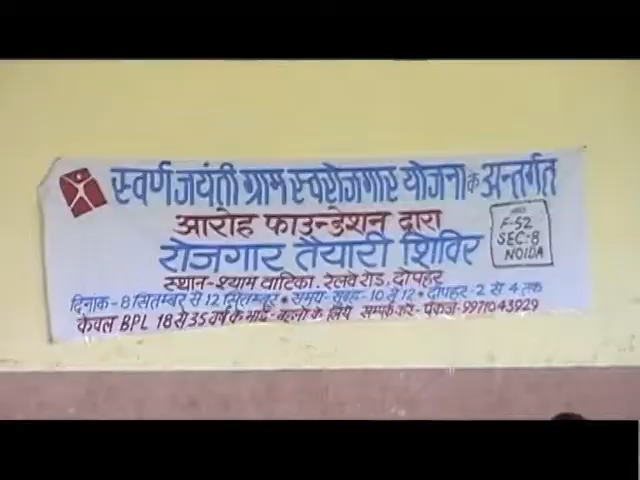 स्वर्ण जयंती ग्राम स्वरोजगार योजना के अन्तर्गत
आरोह फाउन्डेशन द्वारा
रोजगार तैयारी शिविर
F-52
SEC-8
NOIDA
स्थान-श्याम वाटिका, रेलवे रोड,
दिनांक-8 सितम्बर से 12 सितम्बर • समय- सुबह- 10 से 12 • दोपहर- 2 से 4 तक
केवल BPL 18 से 35 वर्ष के भाई- बहनो के लिये सम्पर्क करे- पंकज-9971043929